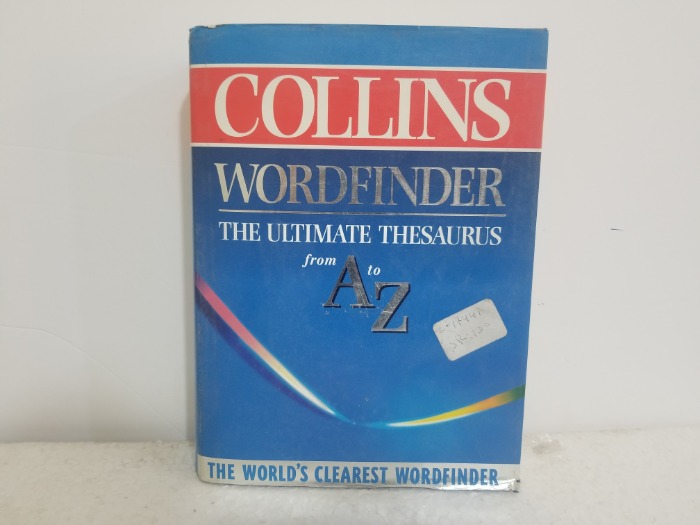 COLLINS
WORDFINDER
THE ULTIMATE THESAURUS
from A to Z
THE WORLD'S CLEAREST WORDFINDER